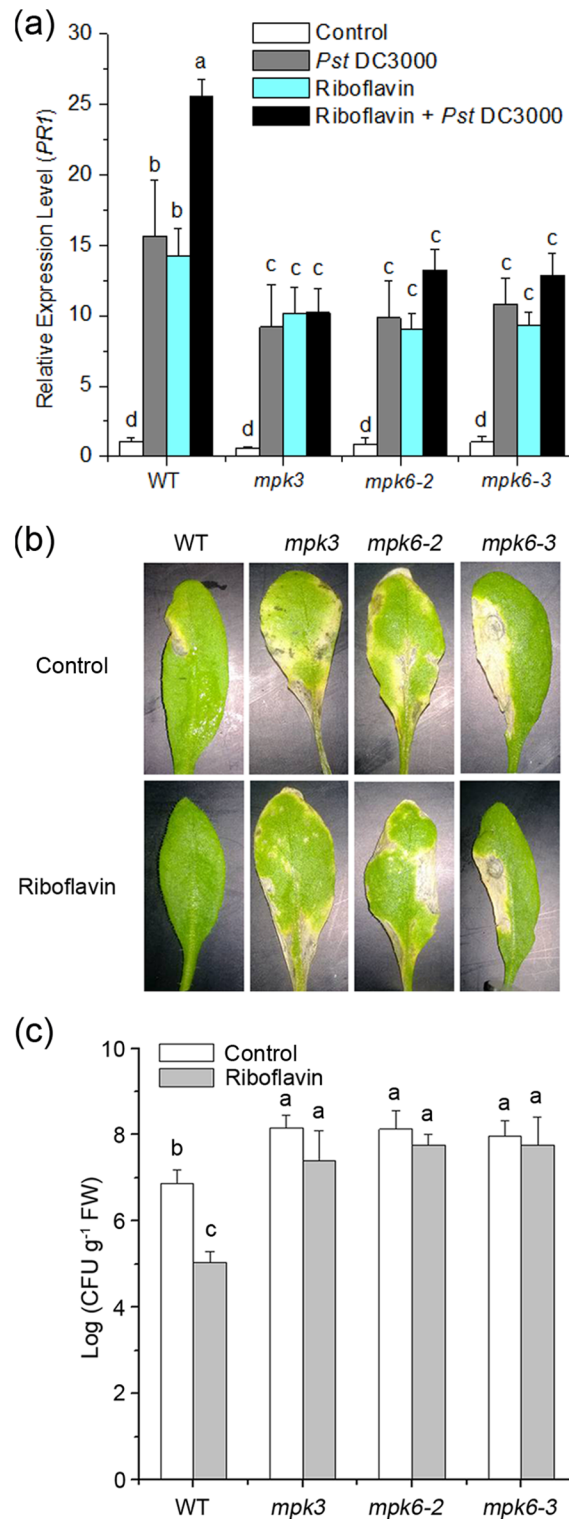 (a)
Control
Pst DC3000
Riboflavin
Riboflavin + Pst DC3000
Relative Expression Level (PR1)
30
25
20
15
10
5
0
d b b a
d c c c
d c c c
d c c c
WT mpk3 mpk6-2 mpk6-3
(b)
WT mpk3 mpk6-2 mpk6-3
Control
Riboflavin
(c)
Control
Riboflavin
Log (CFU g⁻¹ FW)
10
8
6
4
2
0
b c a a a a a a
WT mpk3 mpk6-2 mpk6-3